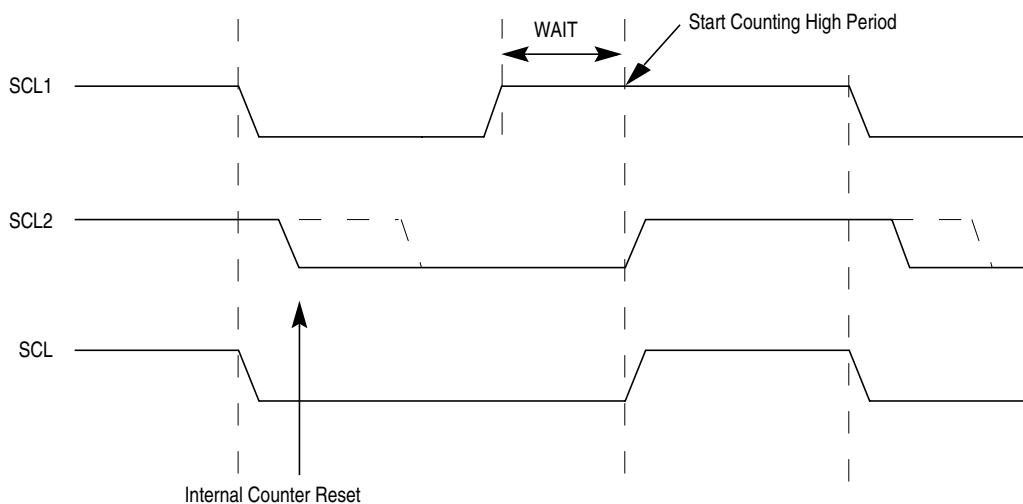 WAIT
Start Counting High Period
SCL1
SCL2
SCL
Internal Counter Reset